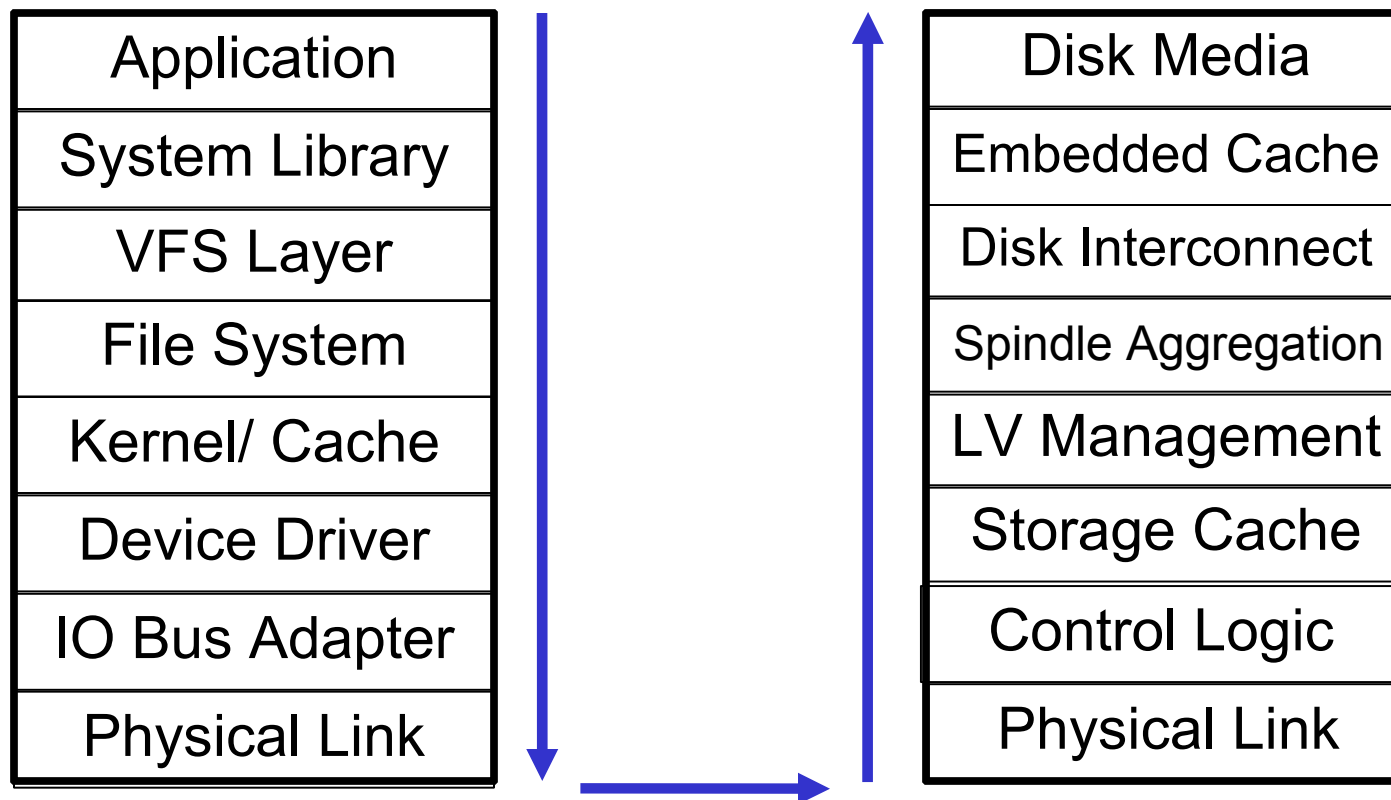 Application
System Library
VFS Layer
File System
Kernel/ Cache
Device Driver
IO Bus Adapter
Physical Link
Disk Media
Embedded Cache
Disk Interconnect
Spindle Aggregation
LV Management
Storage Cache
Control Logic
Physical Link